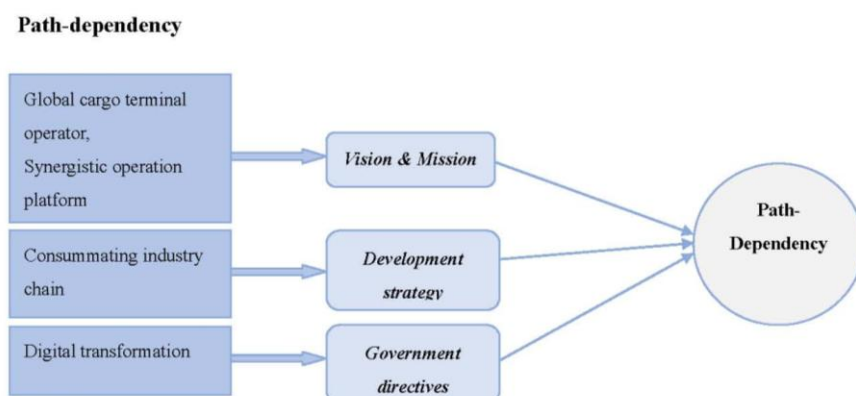 Path-dependency
Global cargo terminal
operator,
Synergistic operation
platform
Vision & Mission
Path-
Dependency
Consummating industry
chain
Development
strategy
Digital transformation
Government
directives